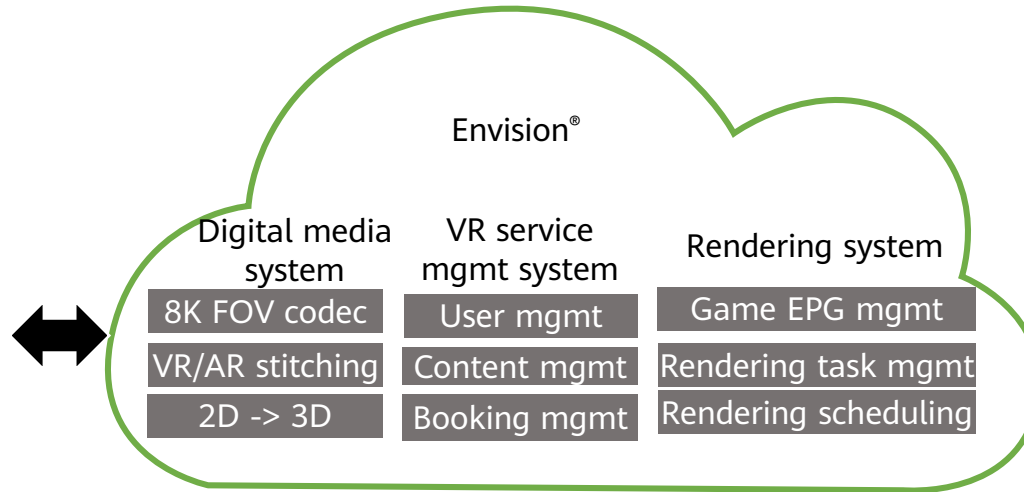 Envision®
Digital media
system
8K FOV codec
VR/AR stitching
2D -> 3D
VR service
mgmt system
User mgmt
Content mgmt
Booking mgmt
Rendering system
Game EPG mgmt
Rendering task mgmt
Rendering scheduling